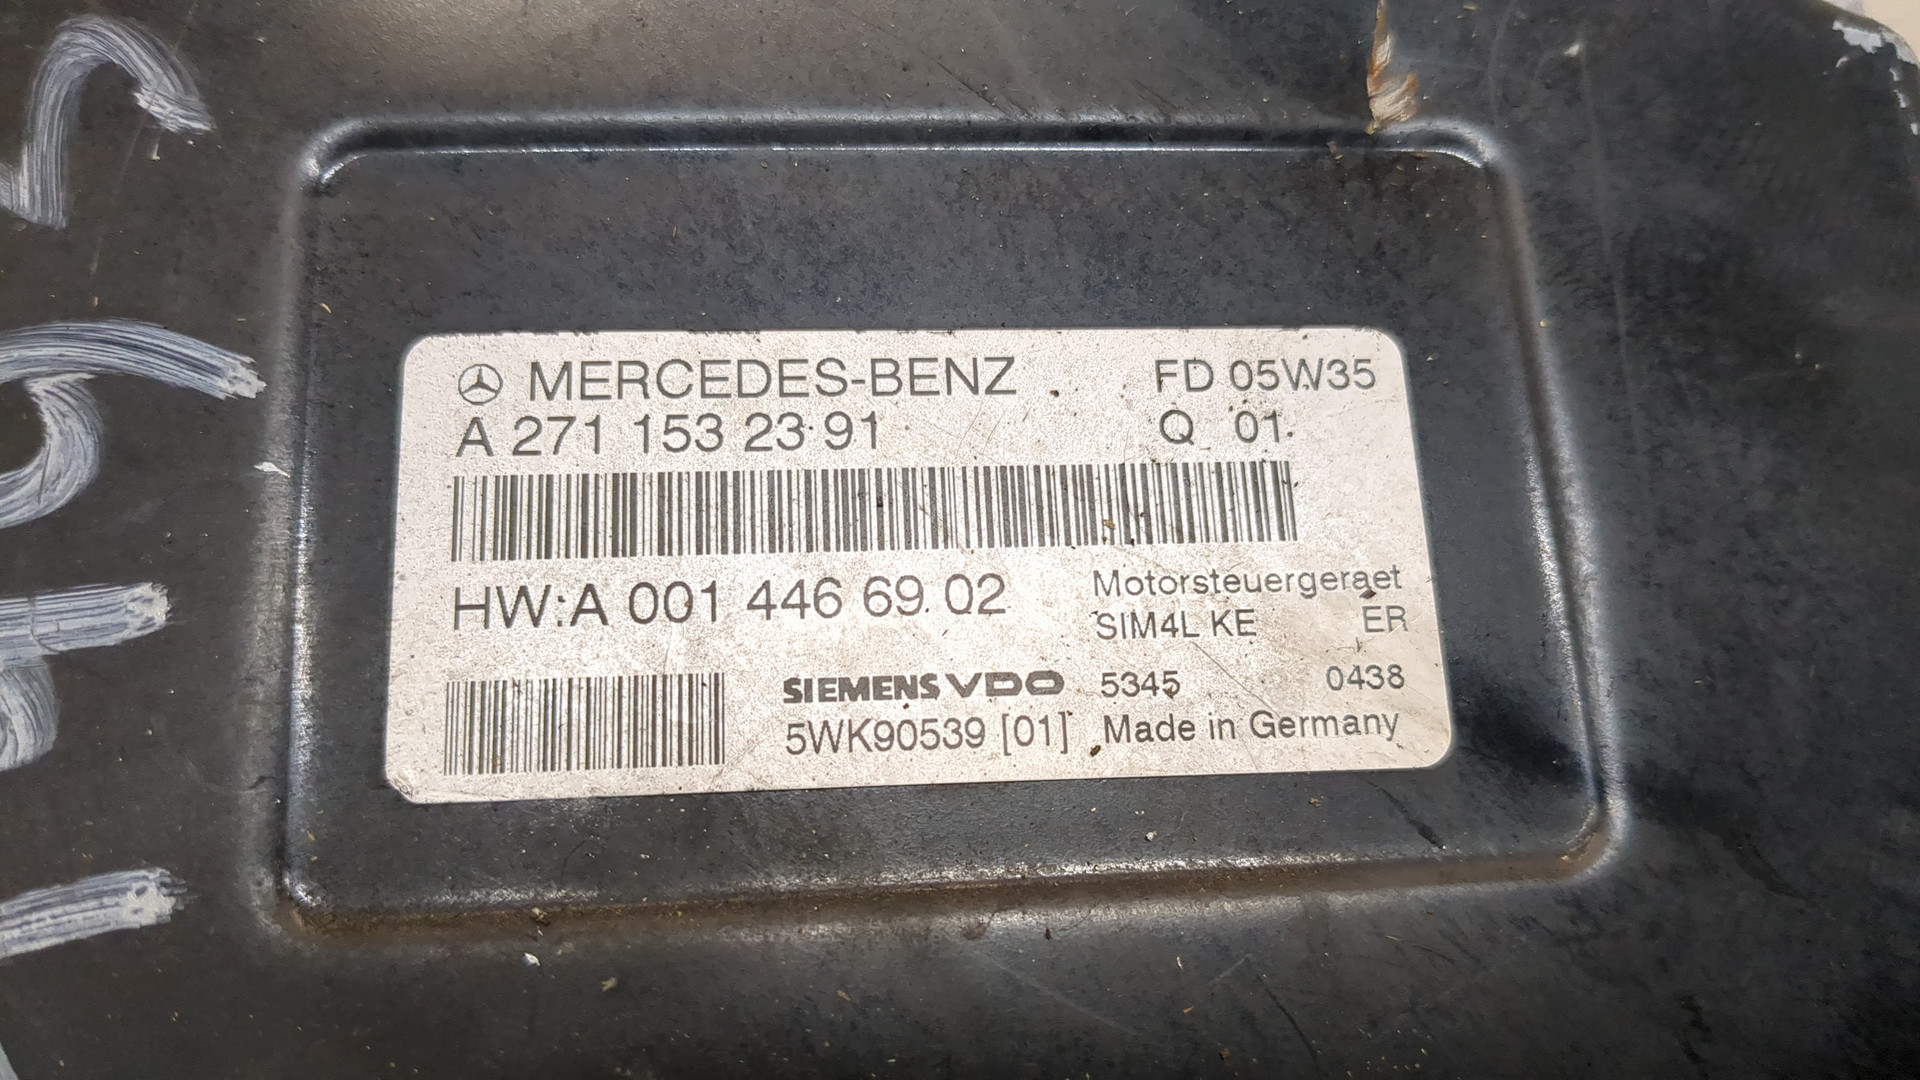 MERCEDES-BENZ FD 05W35
A 271 153 23 91 Q 01
HW:A 001 446 69 02 Motorsteuergeraet
SIM4L KE ER
SIEMENS VDO 5345 0438
5WK90539 [01] Made in Germany